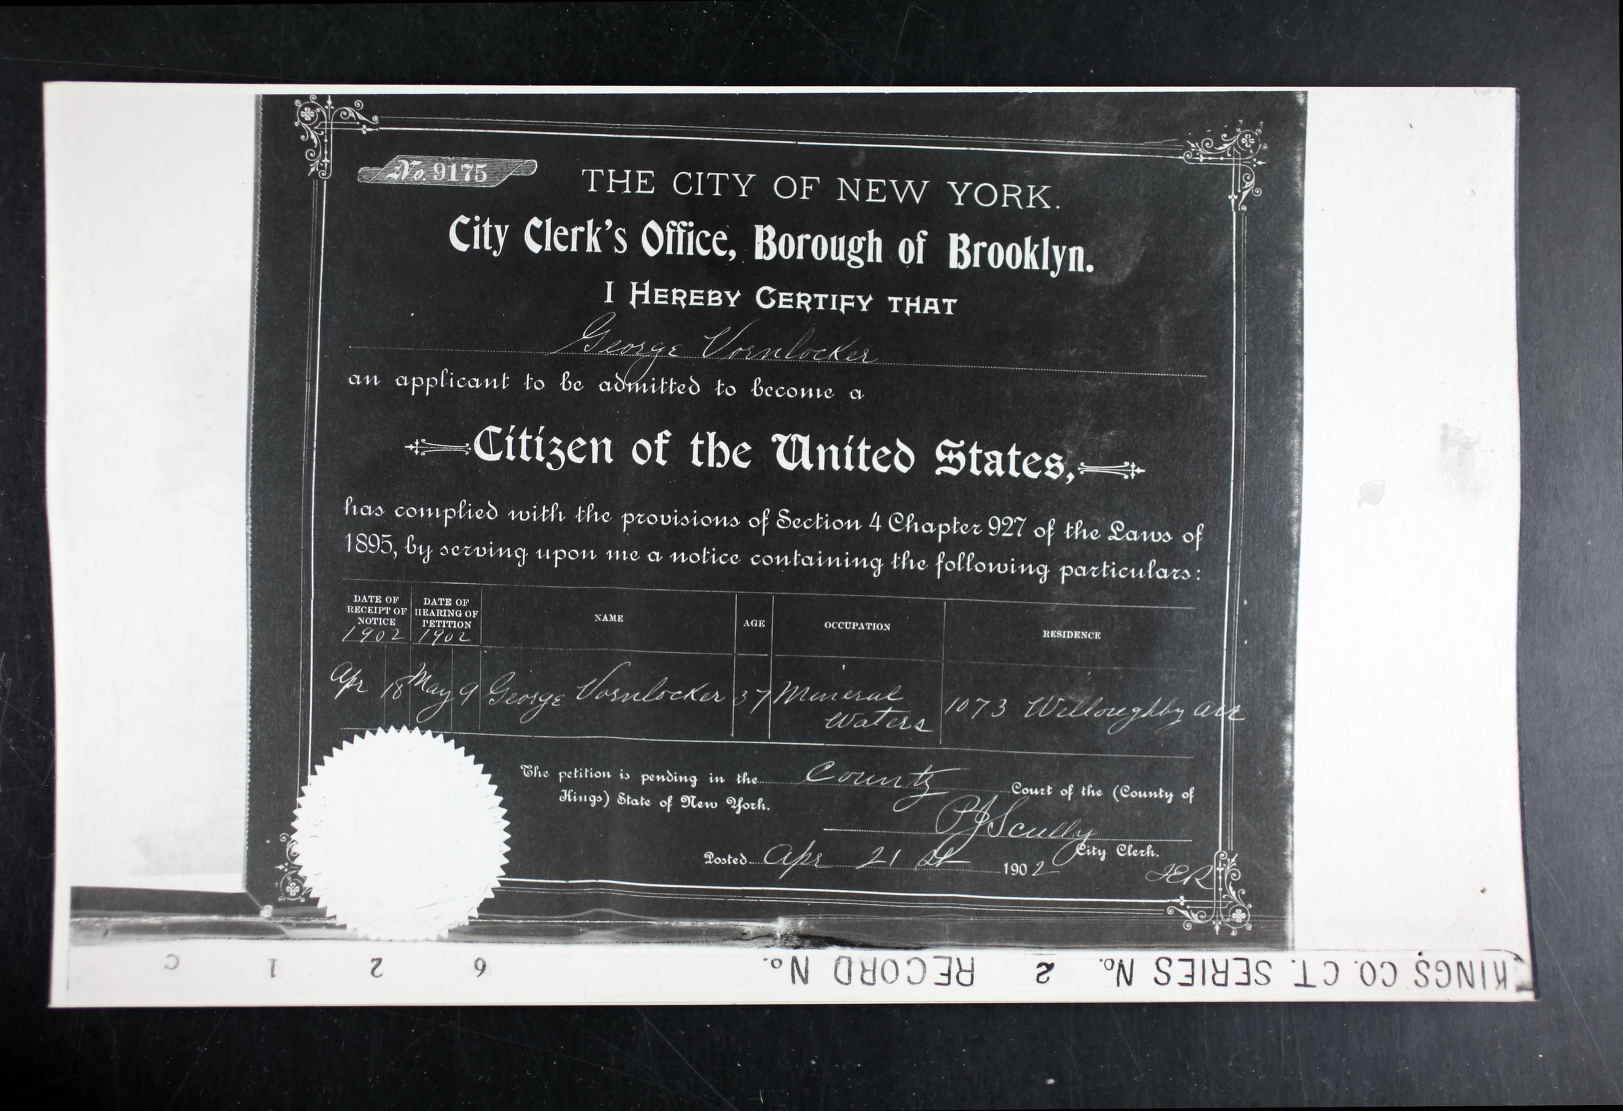 No. 9175
THE CITY OF NEW YORK.
City Clerk's Office, Borough of Brooklyn.
I HEREBY CERTIFY THAT
George Vornlocker
an applicant to be admitted to become a
Citizen of the United States,
has complied with the provisions of Section 4 Chapter 927 of the Laws of
1895, by serving upon me a notice containing the following particulars:
DATE OF RECEIPT OF NOTICE 1902
DATE OF HEARING OF PETITION 1902
NAME
AGE
OCCUPATION
RESIDENCE
Apr 18 May 9 George Vornlocker 37 Mineral Waters 1073 Willoughby Ave
The petition is pending in the County Court of the (County of
Kings) State of New York.
P J Scully
City Clerk.
Posted Apr 21 st 1902
KINGS CO. CT. SERIES No. 2 RECORD No. 6 2 1 C